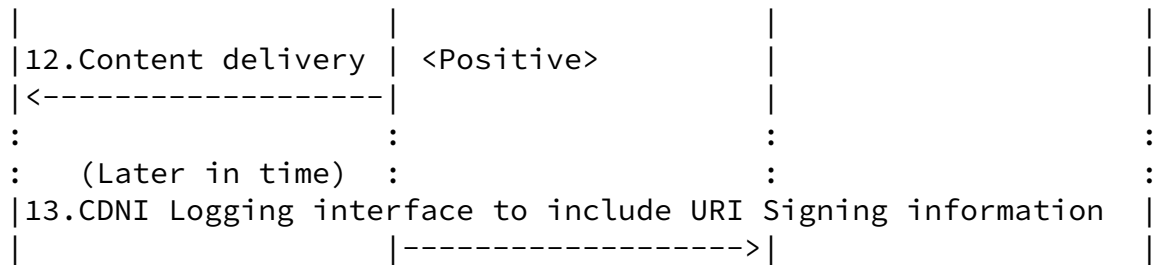 |                   |                  |                  |
|12.Content delivery | <Positive>       |                  |
|<-------------------|                  |                  |
:                   :                  :                  :
:   (Later in time)  :                  :                  :
|13.CDNI Logging interface to include URI Signing information  |
|                   |------------------>|                  |